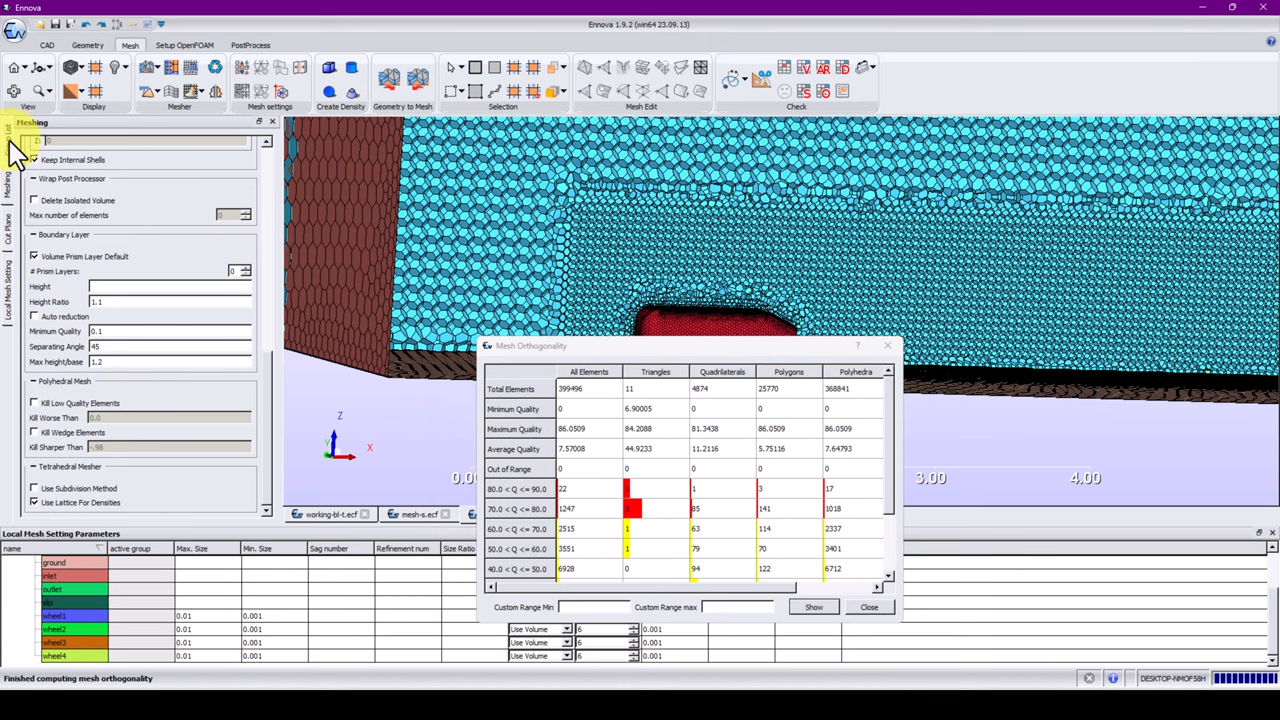 Ennova
Ennova 1.9.2 (win64 23.09.13)
CAD Geometry Mesh Setup OpenFOAM PostProcess
View Display Mesher Mesh settings Create Density Geometry to Mesh Selection Mesh Edit Check
Meshing
Z: 0
Keep Internal Shells
Wrap Post Processor
Delete Isolated Volume
Max number of elements 0
Boundary Layer
Volume Prism Layer Default
# Prism Layers: 0
Height
Height Ratio 1.1
Auto reduction
Minimum Quality 0.1
Separating Angle 45
Max height/base 1.2
Polyhedral Mesh
Kill Low Quality Elements
Kill Worse Than 0.0
Kill Wedge Elements
Kill Sharper Than -.98
Tetrahedral Mesher
Use Subdivision Method
Use Lattice For Densities
Meshing
Cut Plane
Local Mesh Setting
Z
Y
X
0.00
3.00
4.00
working-bl-t.ecf mesh-s.ecf
Mesh Orthogonality
All Elements Triangles Quadrilaterals Polygons Polyhedra
Total Elements 399496 11 4874 25770 368841
Minimum Quality 0 6.90005 0 0 0
Maximum Quality 86.0509 84.2088 81.3438 86.0509 86.0509
Average Quality 7.57008 44.9233 11.2116 5.75116 7.64793
Out of Range 0 0 0 0 0
80.0 < Q <= 90.0 22 1 3 17
70.0 < Q <= 80.0 1247 85 141 1018
60.0 < Q <= 70.0 2515 1 63 114 2337
50.0 < Q <= 60.0 3551 1 79 70 3401
40.0 < Q <= 50.0 6928 0 94 122 6712
Custom Range Min Custom Range max Show Close
Local Mesh Setting Parameters
name active group Max. Size Min. Size Sag number Refinement num Size Ratio
ground
inlet
outlet
slip
wheel1 0.01 0.001
wheel2 0.01 0.001 Use Volume 6 0.001
wheel3 0.01 0.001 Use Volume 6 0.001
wheel4 0.01 0.001 Use Volume 6 0.001
Finished computing mesh orthogonality
DESKTOP-NMOF58H